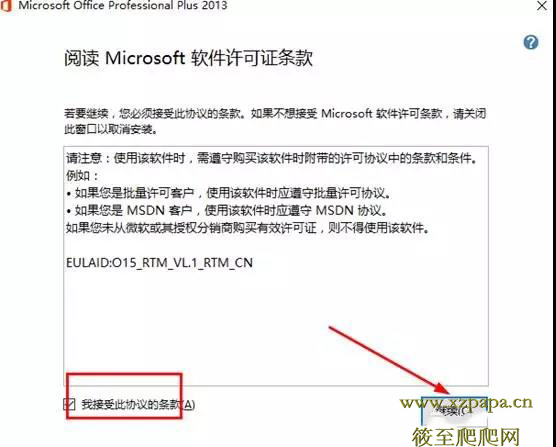 Microsoft Office Professional Plus 2013
阅读 Microsoft 软件许可证条款
若要继续，您必须接受此协议的条款。如果不想接受 Microsoft 软件许可条款，请关闭
此窗口以取消安装。
请注意：使用该软件时，需遵守购买该软件时附带的许可协议中的条款和条件。
例如：
• 如果您是批量许可客户，使用该软件时应遵守批量许可协议。
• 如果您是 MSDN 客户，使用该软件时应遵守 MSDN 协议。
如果您未从微软或其授权分销商购买有效许可证，则不得使用该软件。
EULAID:O15_RTM_VL.1_RTM_CN
我接受此协议的条款(A)
继续(C
www.xzpapa.cn
筱至爬爬网